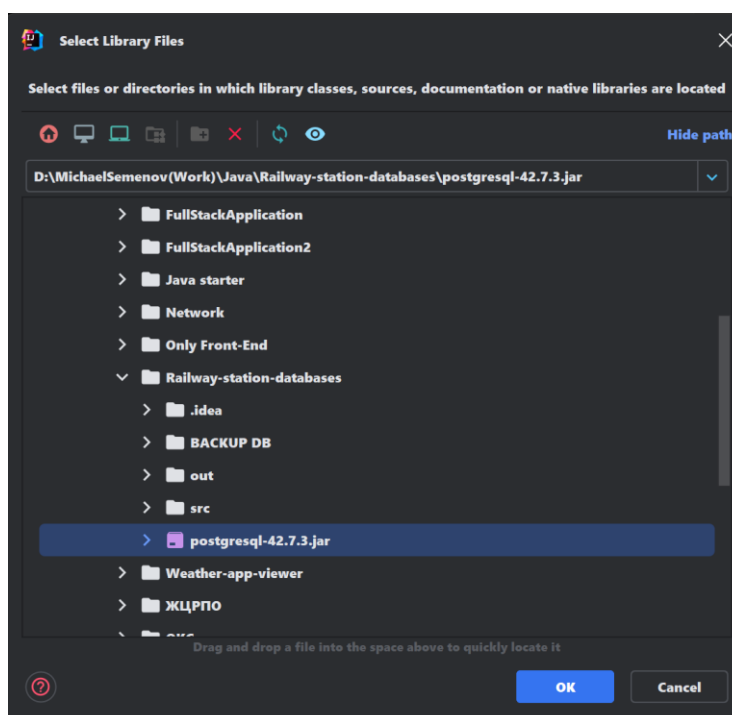 Select Library Files
Select files or directories in which library classes, sources, documentation or native libraries are located
Hide path
D:\MichaelSemenov(Work)\Java\Railway-station-databases\postgresql-42.7.3.jar
FullStackApplication
FullStackApplication2
Java starter
Network
Only Front-End
Railway-station-databases
.idea
BACKUP DB
out
src
postgresql-42.7.3.jar
Weather-app-viewer
ЖЦРПО
Drag and drop a file into the space above to quickly locate it
OK
Cancel